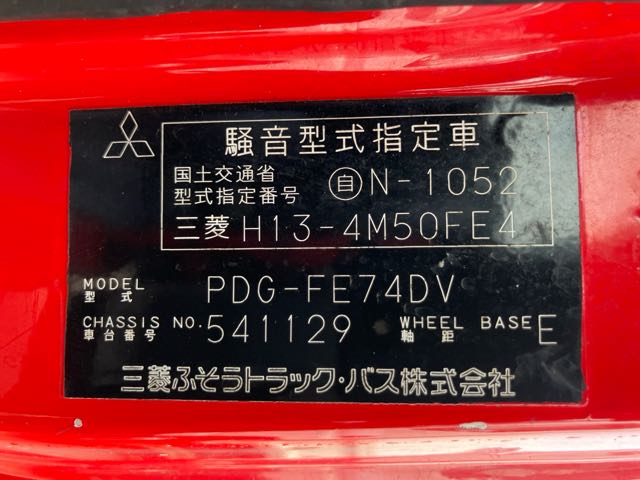 騒音型式指定車
国土交通省
型式指定番号 自N-1052
三菱 H13-4M50FE4
MODEL
型式 PDG-FE74DV
CHASSIS NO. 541129 WHEEL BASE E
車台番号 軸距
三菱ふそうトラック・バス株式会社